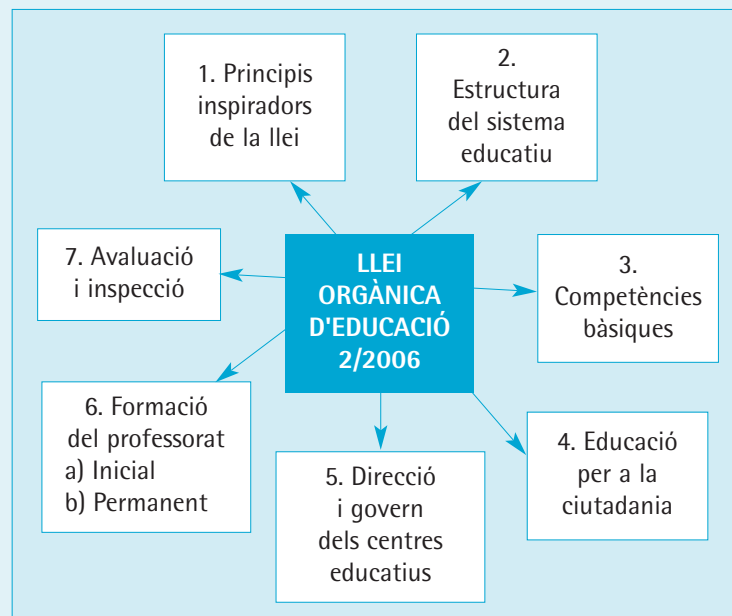 1. Principis
inspiradors
de la llei
2.
Estructura
del sistema
educatiu
7. Avaluació
i inspecció
LLEI
ORGÀNICA
D'EDUCACIÓ
2/2006
3.
Competències
bàsiques
6. Formació
del professorat
a) Inicial
b) Permanent
5. Direcció
i govern
dels centres
educatius
4. Educació
per a la
ciutadania